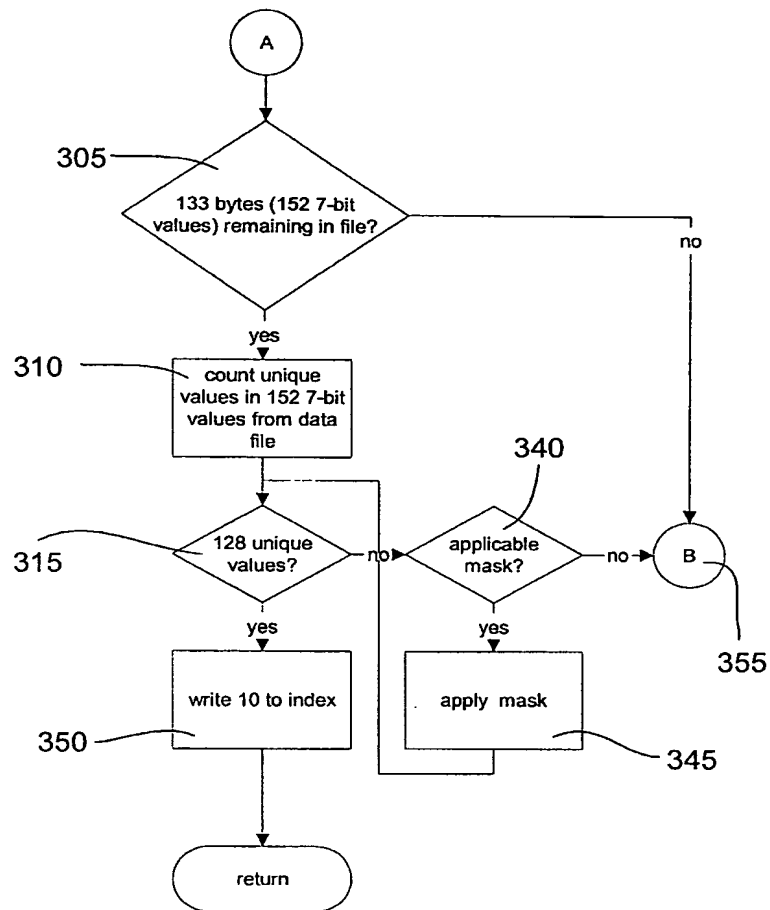 A
305
133 bytes (152 7-bit
values) remaining in file?
no
yes
310
count unique
values in 152 7-bit
values from data
file
340
315
128 unique
values?
no
applicable
mask?
no
B
355
yes
yes
write 10 to index
apply mask
350
345
return